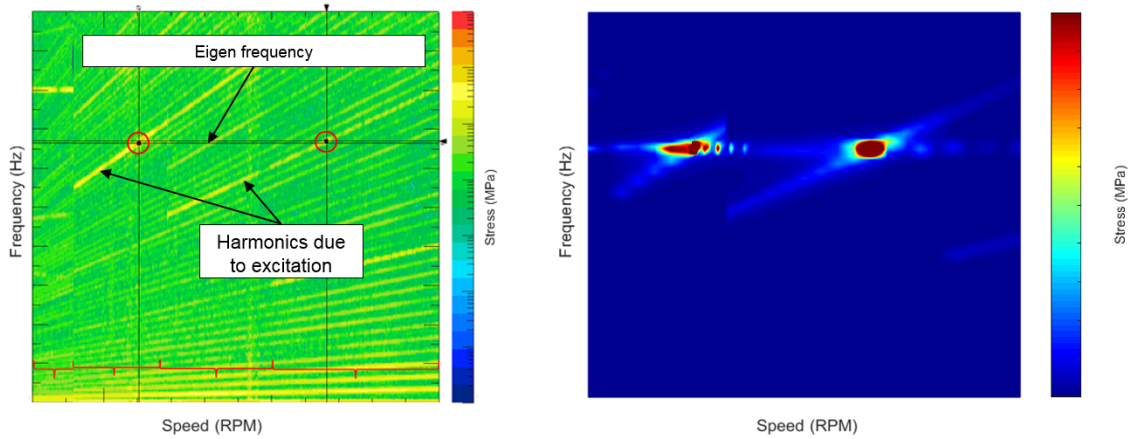 Eigen frequency
Harmonics due
to excitation
Frequency (Hz)
Speed (RPM)
Stress (MPa)
Frequency (Hz)
Speed (RPM)
Stress (MPa)